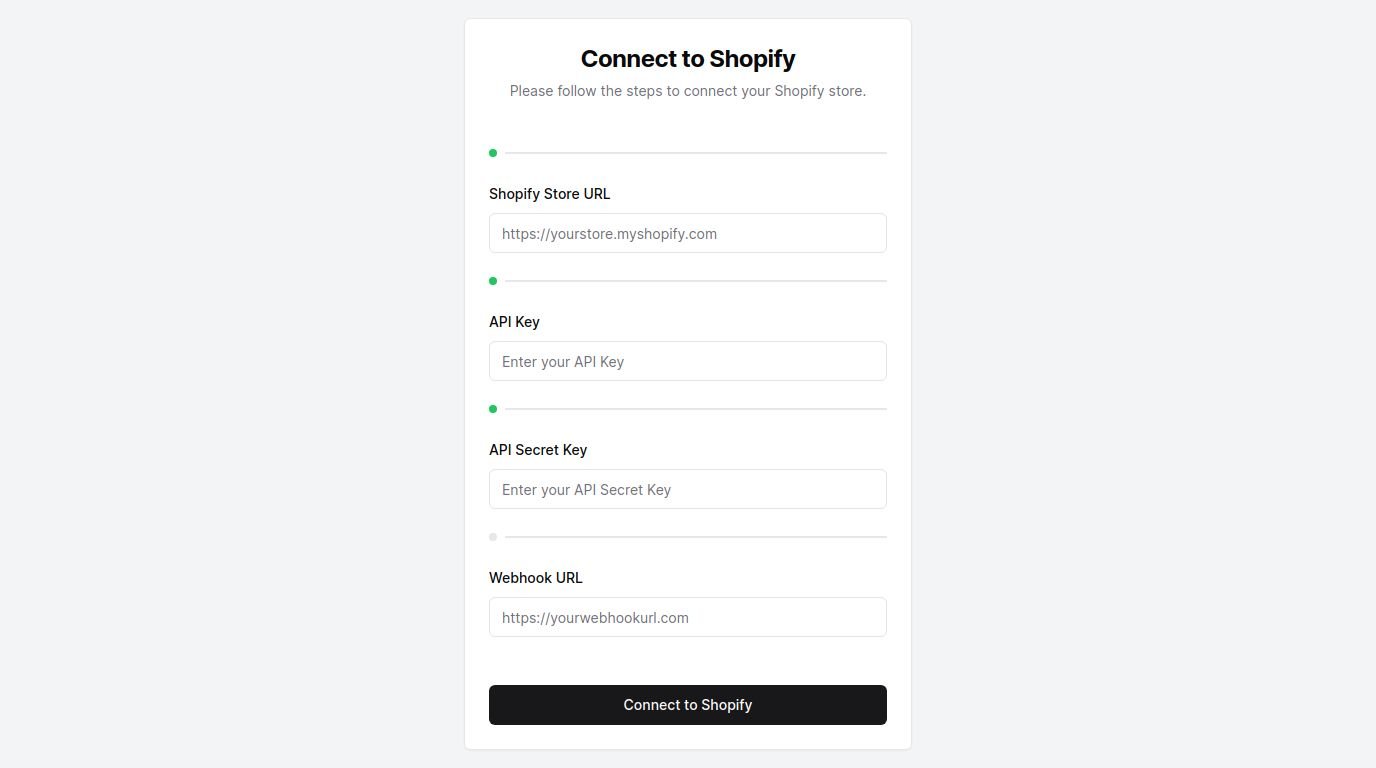 Connect to Shopify
Please follow the steps to connect your Shopify store.
Shopify Store URL
https://yourstore.myshopify.com
API Key
Enter your API Key
API Secret Key
Enter your API Secret Key
Webhook URL
https://yourwebhookurl.com
Connect to Shopify